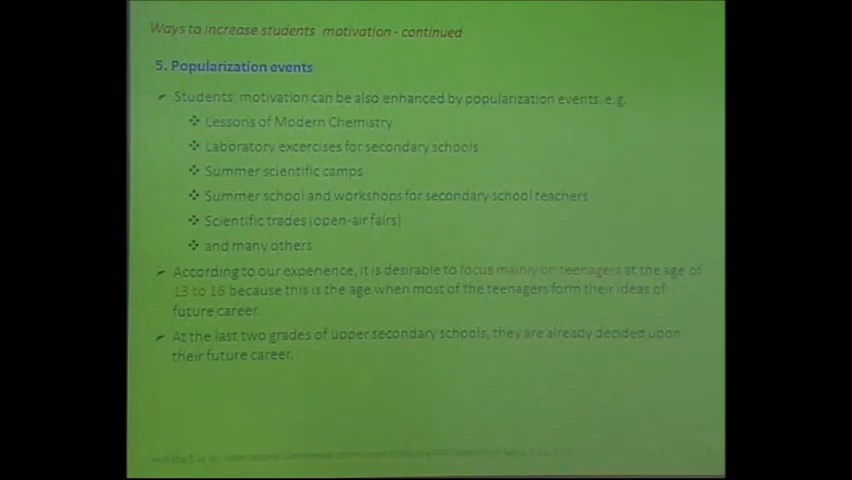 Ways to increase students' motivation - continued
5. Popularization events
Students' motivation can be also enhanced by popularization events, e.g.
Lessons of Modern Chemistry
Laboratory excercises for secondary schools
Summer scientific camps
Summer school and workshops for secondary school teachers
Scientific trades (open-air fairs)
and many others
According to our experience, it is desirable to focus mainly on teenagers at the age of
13 to 16 because this is the age when most of the teenagers form their ideas of
future career.
At the last two grades of upper secondary schools, they are already decided upon
their future career.